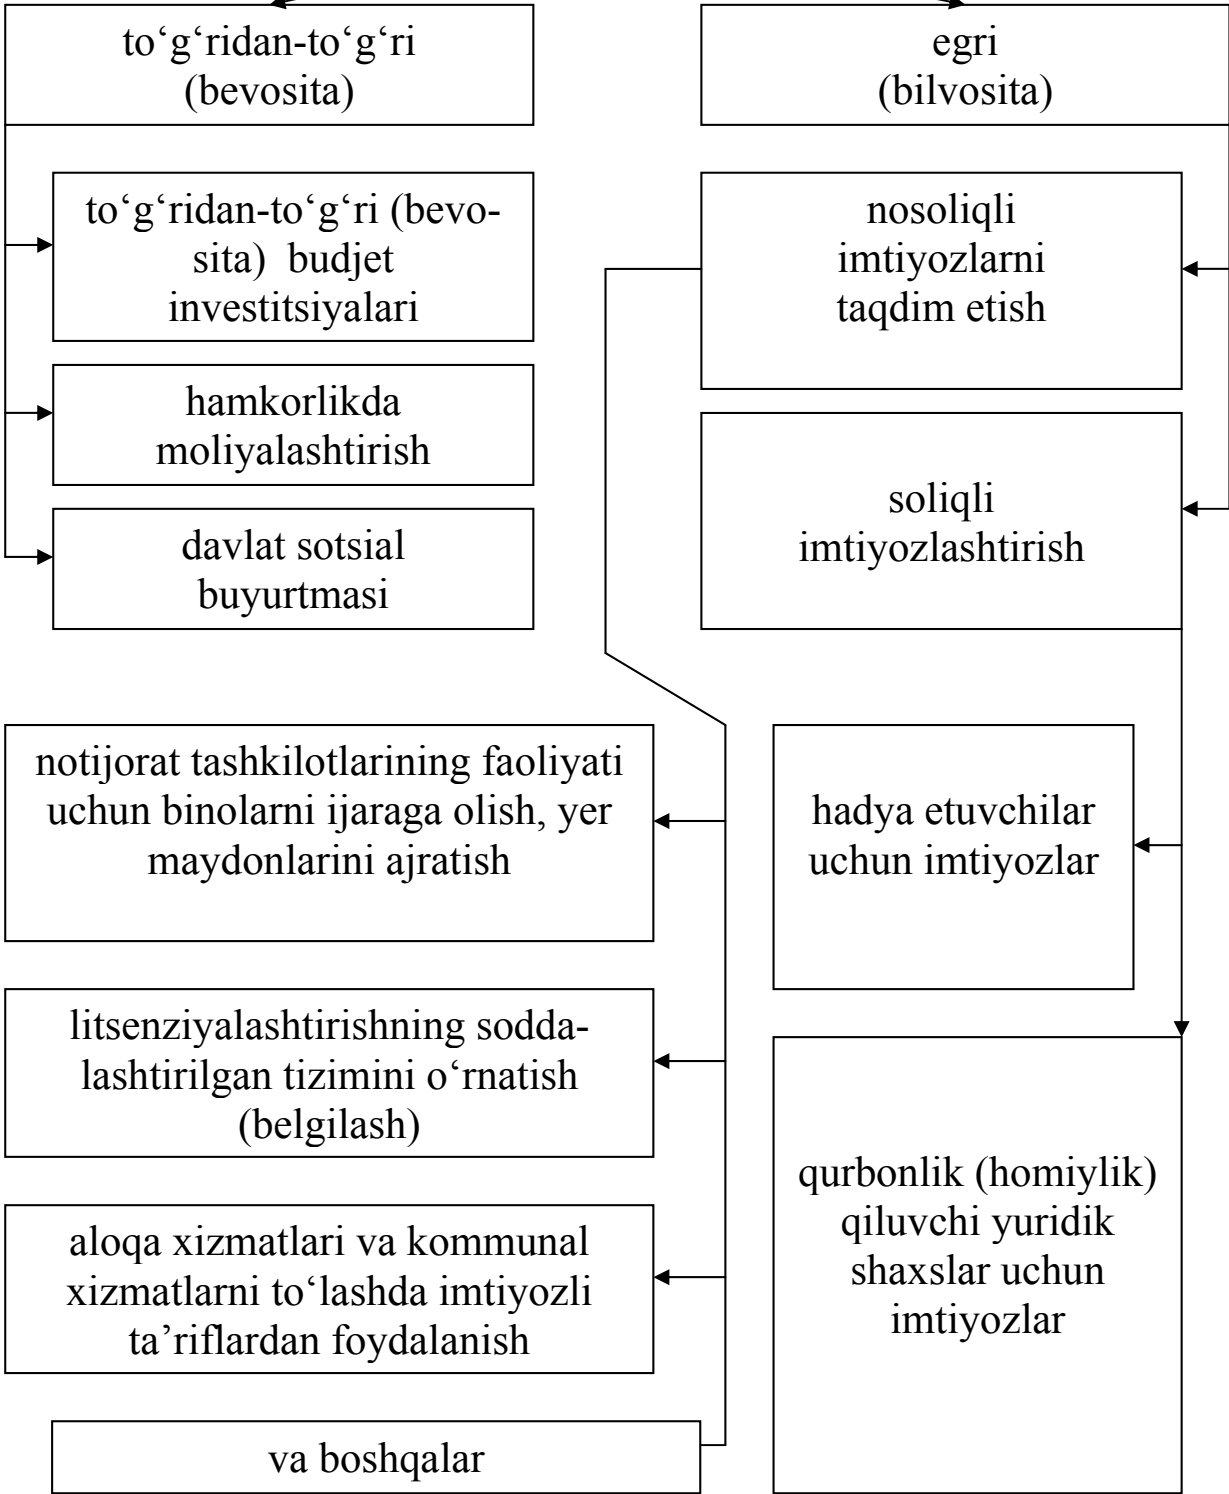 to‘g‘ridan-to‘g‘ri
(bevosita)
egri
(bilvosita)
to‘g‘ridan-to‘g‘ri (bevo-
sita) budjet
investitsiyalari
hamkorlikda
moliyalashtirish
davlat sotsial
buyurtmasi
nosoliqli
imtiyozlarni
taqdim etish
soliqli
imtiyozlashtirish
notijorat tashkilotlarining faoliyati
uchun binolarni ijaraga olish, yer
maydonlarini ajratish
litsenziyalashtirishning sodda-
lashtirilgan tizimini o‘rnatish
(belgilash)
aloqa xizmatlari va kommunal
xizmatlarni to‘lashda imtiyozli
ta’riflardan foydalanish
va boshqalar
hadya etuvchilar
uchun imtiyozlar
qurbonlik (homiylik)
qiluvchi yuridik
shaxslar uchun
imtiyozlar